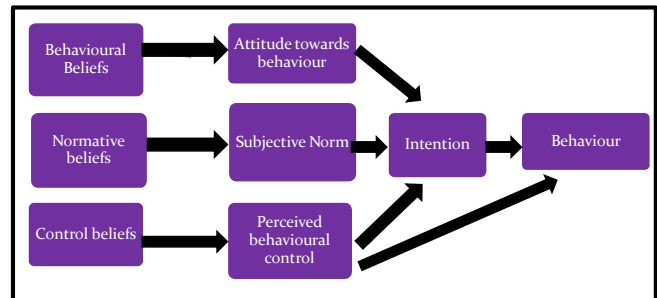 Behavioural
Beliefs
Attitude towards
behaviour
Normative
beliefs
Subjective Norm
Intention
Behaviour
Control beliefs
Perceived
behavioural
control